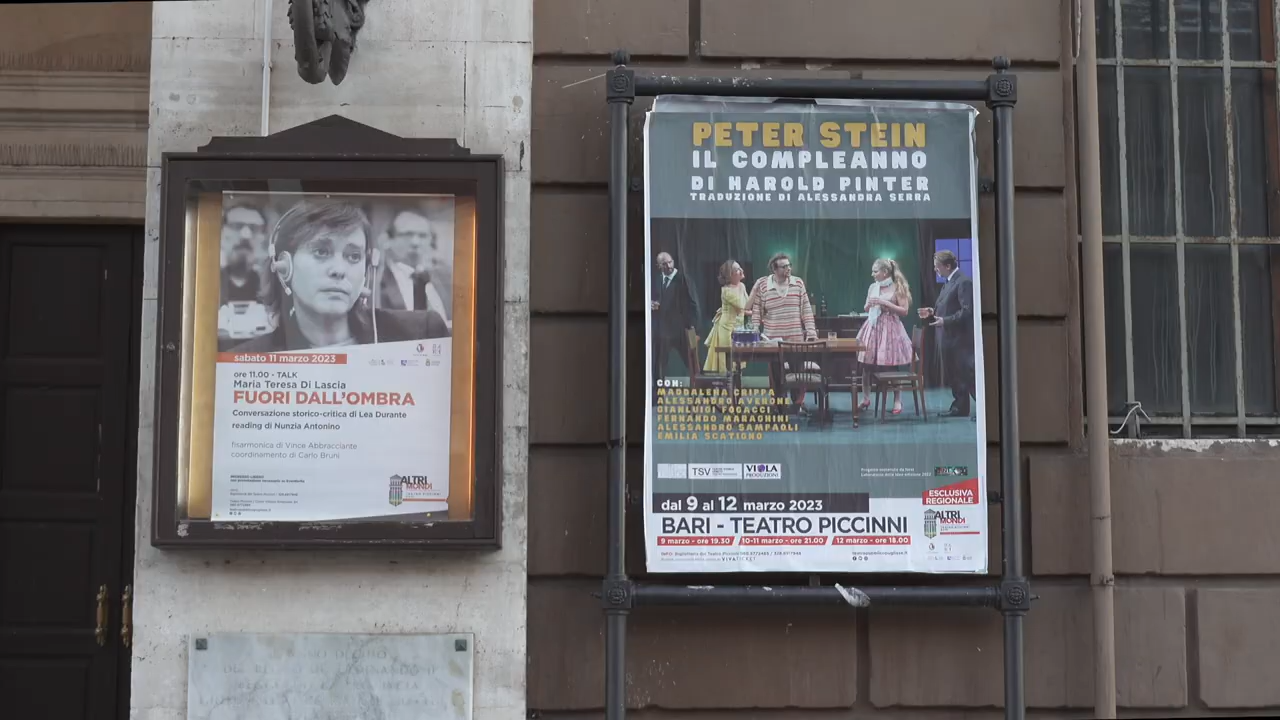 sabato 11 marzo 2023
ore 11.00 - TALK
Maria Teresa Di Lascia
FUORI DALL'OMBRA
Conversazione storico-critica di Lea Durante
reading di Nunzia Antonino
fisarmonica di Vince Abbracciante
coordinamento di Carlo Bruni
ALTRI
MONDI
PETER STEIN
IL COMPLEANNO
DI HAROLD PINTER
TRADUZIONE DI ALESSANDRA SERRA
CON:
MADDALENA CRIPPA
ALESSANDRO AVERONE
GIANLUIGI FOGACCI
FERNANDO MARAGHINI
ALESSANDRO SAMPAOLI
EMILIA SCATIGNO
TSV
VIOLA
PRODUZIONI
dal 9 al 12 marzo 2023
BARI - TEATRO PICCINNI
9 marzo - ore 19.30 / 10-11 marzo - ore 21.00 / 12 marzo - ore 18.00
VIVATICKET
ESCLUSIVA
REGIONALE
ALTRI
MONDI